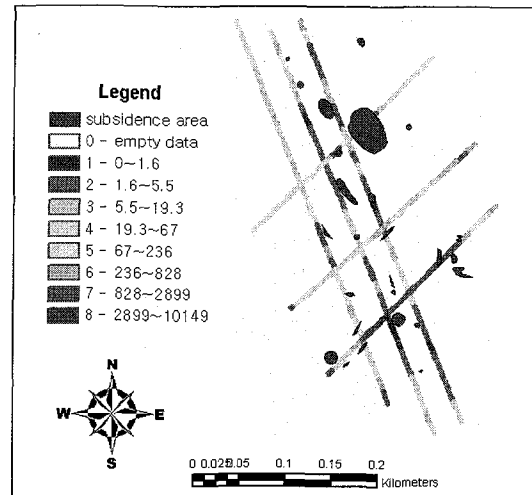 Legend
subsidence area
0 - empty data
1 - 0~1.6
2 - 1.6~5.5
3 - 5.5~19.3
4 - 19.3~67
5 - 67~236
6 - 236~828
7 - 828~2899
8 - 2899~10149
N
W E
S
0 0.0250.05 0.1 0.15 0.2
Kilometers